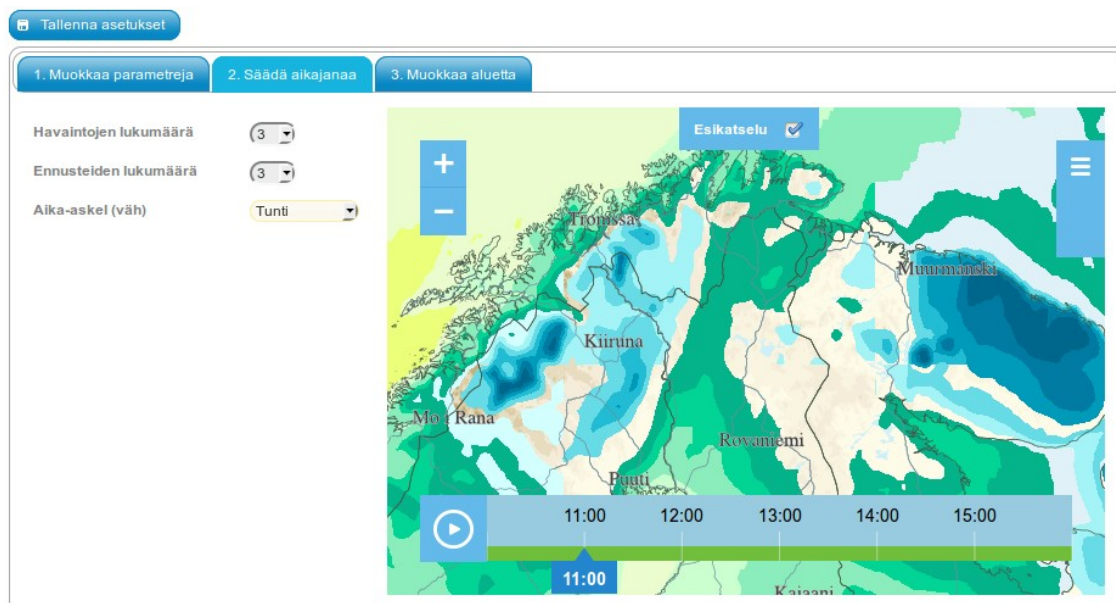 Tallenna asetukset
1. Muokkaa parametreja
2. Säädä aikajanaa
3. Muokkaa aluetta
Havaintojen lukumäärä
3
Ennusteiden lukumäärä
3
Aika-askel (väh)
Tunti
Esikatselu
+
−
Tromssa
Muurmanski
Kiiruna
Mo i Rana
Rovaniemi
11:00 12:00 13:00 14:00 15:00
11:00
Kajaani